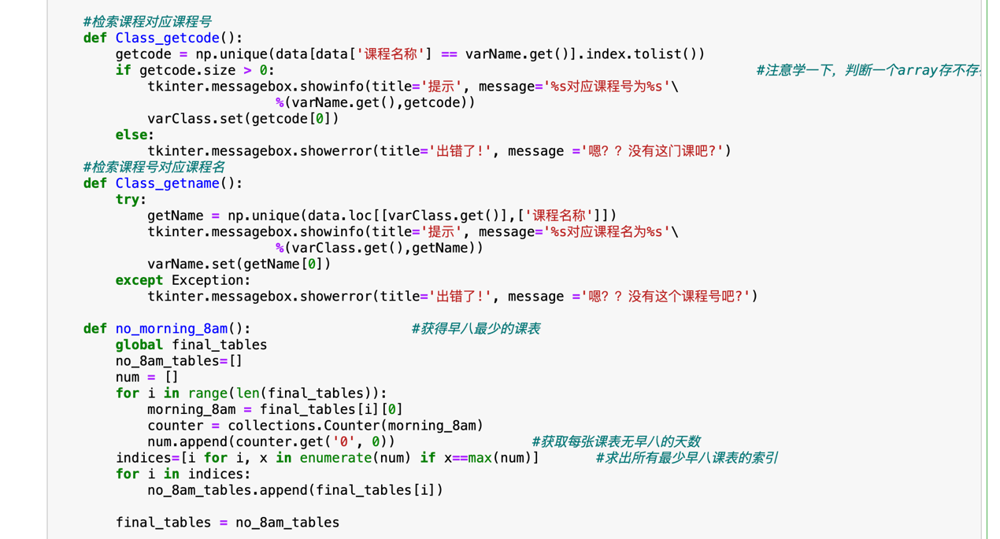 #检索课程对应课程号
def Class_getcode():
    getcode = np.unique(data[data['课程名称'] == varName.get()].index.tolist())
    if getcode.size > 0:                                                            #注意学一下，判断一个array存不存
        tkinter.messagebox.showinfo(title='提示', message='%s对应课程号为%s'\
                        %(varName.get(),getcode))
        varClass.set(getcode[0])
    else:
        tkinter.messagebox.showerror(title='出错了!', message ='嗯？？没有这门课吧?')
#检索课程号对应课程名
def Class_getname():
    try:
        getName = np.unique(data.loc[[varClass.get()],['课程名称']])
        tkinter.messagebox.showinfo(title='提示', message='%s对应课程名为%s'\
                        %(varClass.get(),getName))
        varName.set(getName[0])
    except Exception:
        tkinter.messagebox.showerror(title='出错了!', message ='嗯？？没有这个课程号吧?')
def no_morning_8am():                    #获得早八最少的课表
    global final_tables
    no_8am_tables=[]
    num = []
    for i in range(len(final_tables)):
        morning_8am = final_tables[i][0]
        counter = collections.Counter(morning_8am)
        num.append(counter.get('0', 0))                 #获取每张课表无早八的天数
    indices=[i for i, x in enumerate(num) if x==max(num)]       #求出所有最少早八课表的索引
    for i in indices:
        no_8am_tables.append(final_tables[i])
    final_tables = no_8am_tables